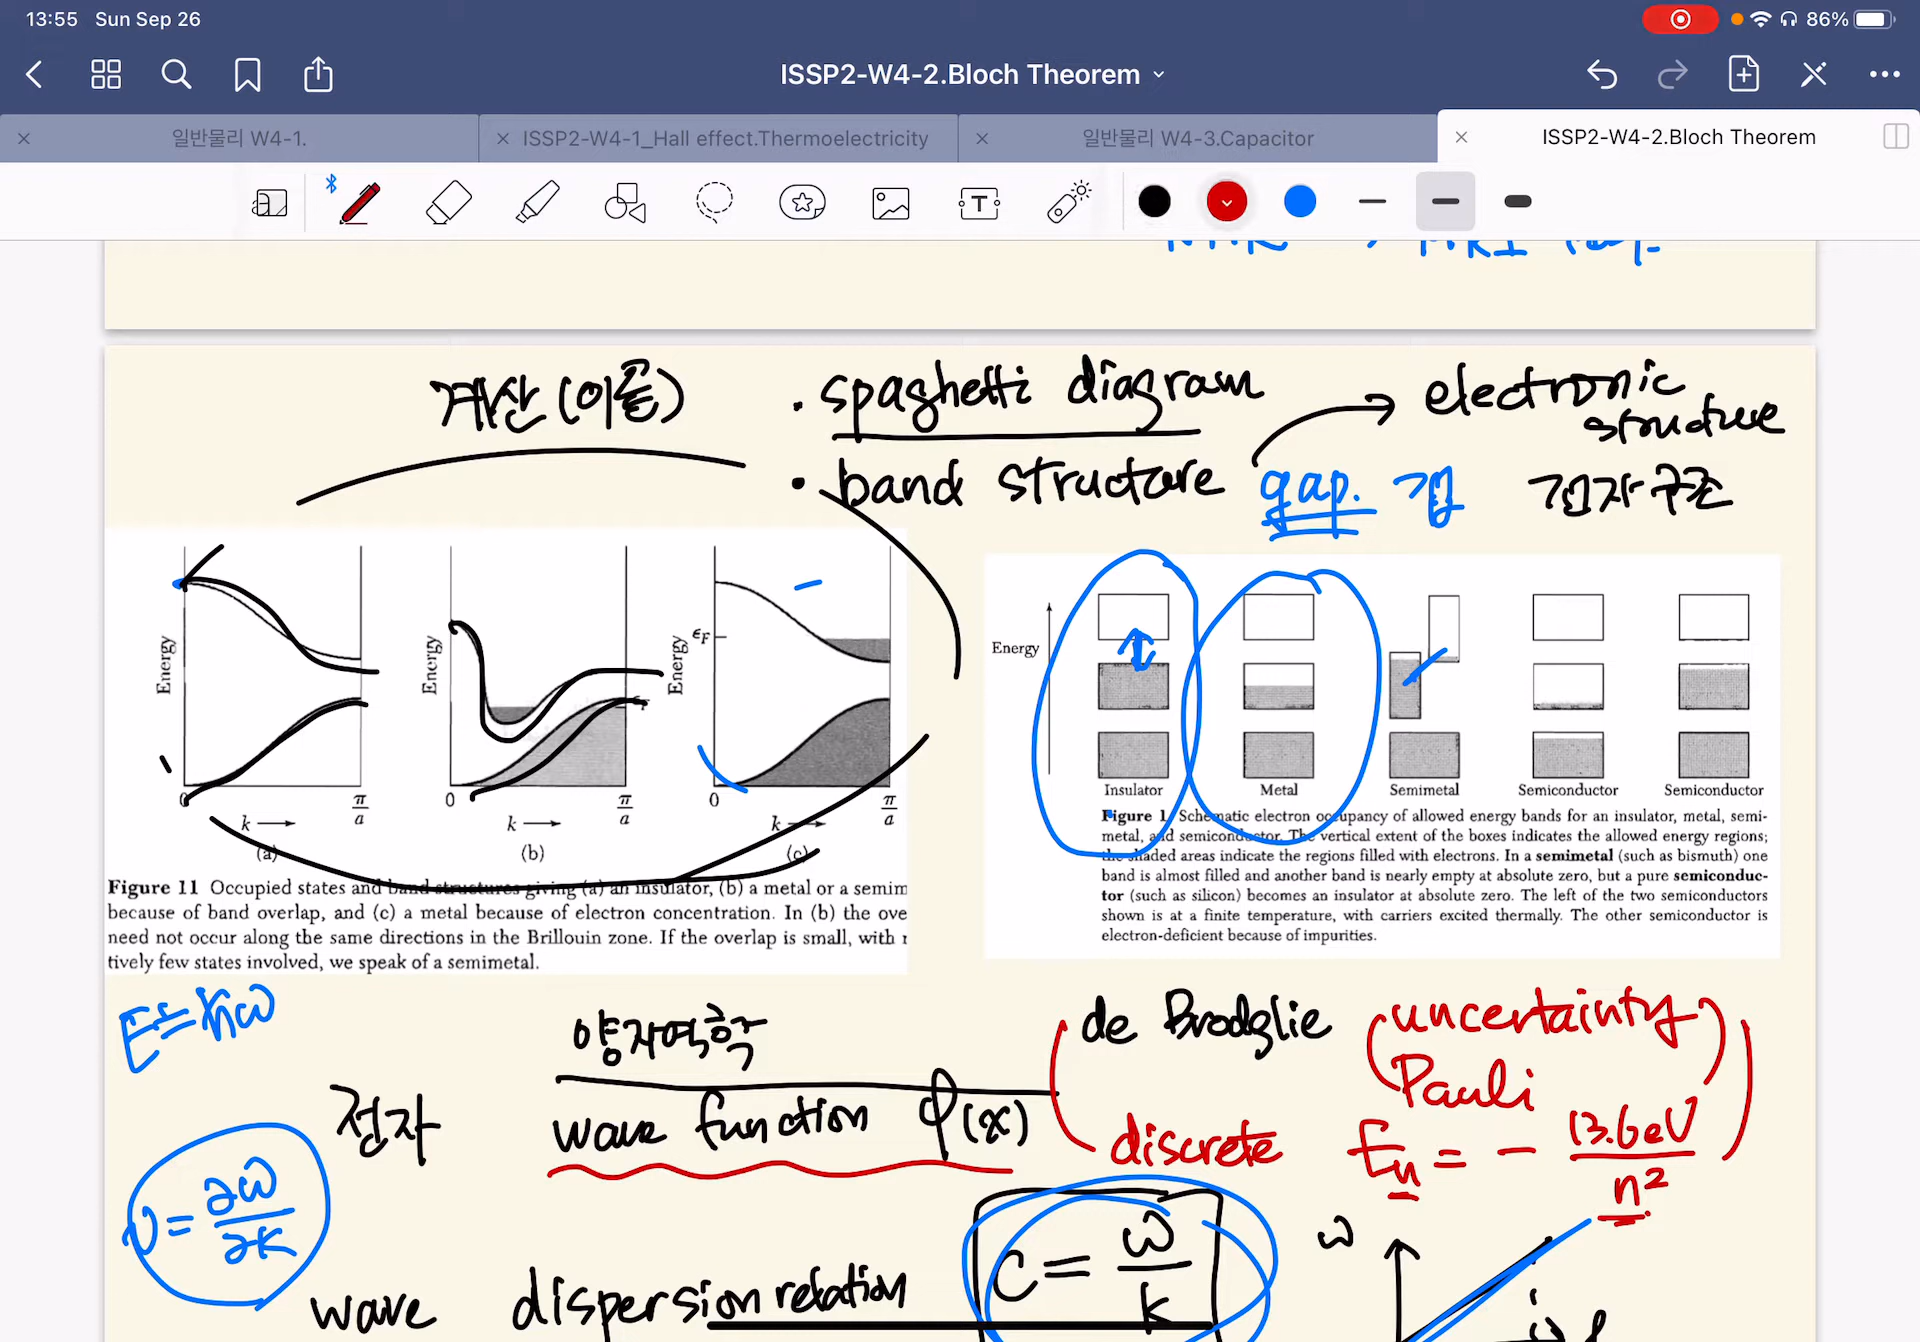 13:55 Sun Sep 26
86%
ISSP2-W4-2.Bloch Theorem
일반물리 W4-1.
ISSP2-W4-1_Hall effect.Thermoelectricity
일반물리 W4-3.Capacitor
ISSP2-W4-2.Bloch Theorem
계산(이론)
· spaghetti diagram → electronic structure
· band structure gap. 갭 전자구조
Energy
Energy
Energy
εF
0
π/a
0
π/a
0
π/a
k →
k →
k →
(a)
(b)
(c)
Figure 11 Occupied states and band structures giving (a) an insulator, (b) a metal or a semim
because of band overlap, and (c) a metal because of electron concentration. In (b) the ove
need not occur along the same directions in the Brillouin zone. If the overlap is small, with r
tively few states involved, we speak of a semimetal.
Energy
Insulator
Metal
Semimetal
Semiconductor
Semiconductor
Figure 1 Schematic electron occupancy of allowed energy bands for an insulator, metal, semi-
metal, and semiconductor. The vertical extent of the boxes indicates the allowed energy regions;
the shaded areas indicate the regions filled with electrons. In a semimetal (such as bismuth) one
band is almost filled and another band is nearly empty at absolute zero, but a pure semiconduc-
tor (such as silicon) becomes an insulator at absolute zero. The left of the two semiconductors
shown is at a finite temperature, with carriers excited thermally. The other semiconductor is
electron-deficient because of impurities.
E=ħω
양자역학
de Brodglie (uncertainty)
Pauli
전자
wave function φ(x)
discrete En = - 13.6eV/n²
v = ∂ω/∂k
c = ω/k
ω
wave dispersion relation